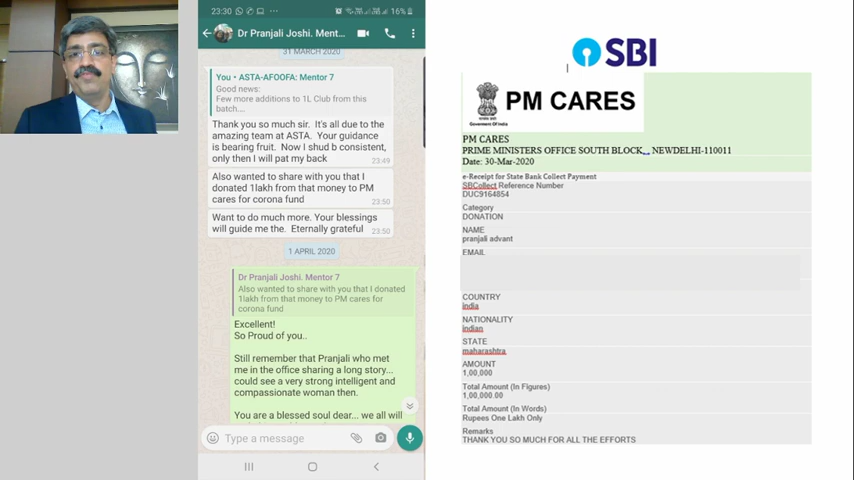 23:30
16%
Dr Pranjali Joshi. Ment...
31 MARCH 2020
You • ASTA-AFOOFA: Mentor 7
Good news:
Few more additions to 1L Club from this
batch....
Thank you so much sir. It's all due to the
amazing team at ASTA. Your guidance
is bearing fruit. Now I shud b consistent,
only then I will pat my back
23:49
Also wanted to share with you that I
donated 1lakh from that money to PM
cares for corona fund
23:50
Want to do much more. Your blessings
will guide me the. Eternally grateful
23:50
1 APRIL 2020
Dr Pranjali Joshi. Mentor 7
Also wanted to share with you that I donated
1lakh from that money to PM cares for
corona fund
Excellent!
So Proud of you..
Still remember that Pranjali who met
me in the office sharing a long story...
could see a very strong intelligent and
compassionate woman then.
You are a blessed soul dear... we all will
Type a message
SBI
PM CARES
Government Of India
PM CARES
PRIME MINISTERS OFFICE SOUTH BLOCK,, NEWDELHI-110011
Date: 30-Mar-2020
e-Receipt for State Bank Collect Payment
SBCollect Reference Number
DUC9164854
Category
DONATION
NAME
pranjali advant
EMAIL
COUNTRY
india
NATIONALITY
indian
STATE
maharashtra
AMOUNT
1,00,000
Total Amount (In Figures)
1,00,000.00
Total Amount (In Words)
Rupees One Lakh Only
Remarks
THANK YOU SO MUCH FOR ALL THE EFFORTS